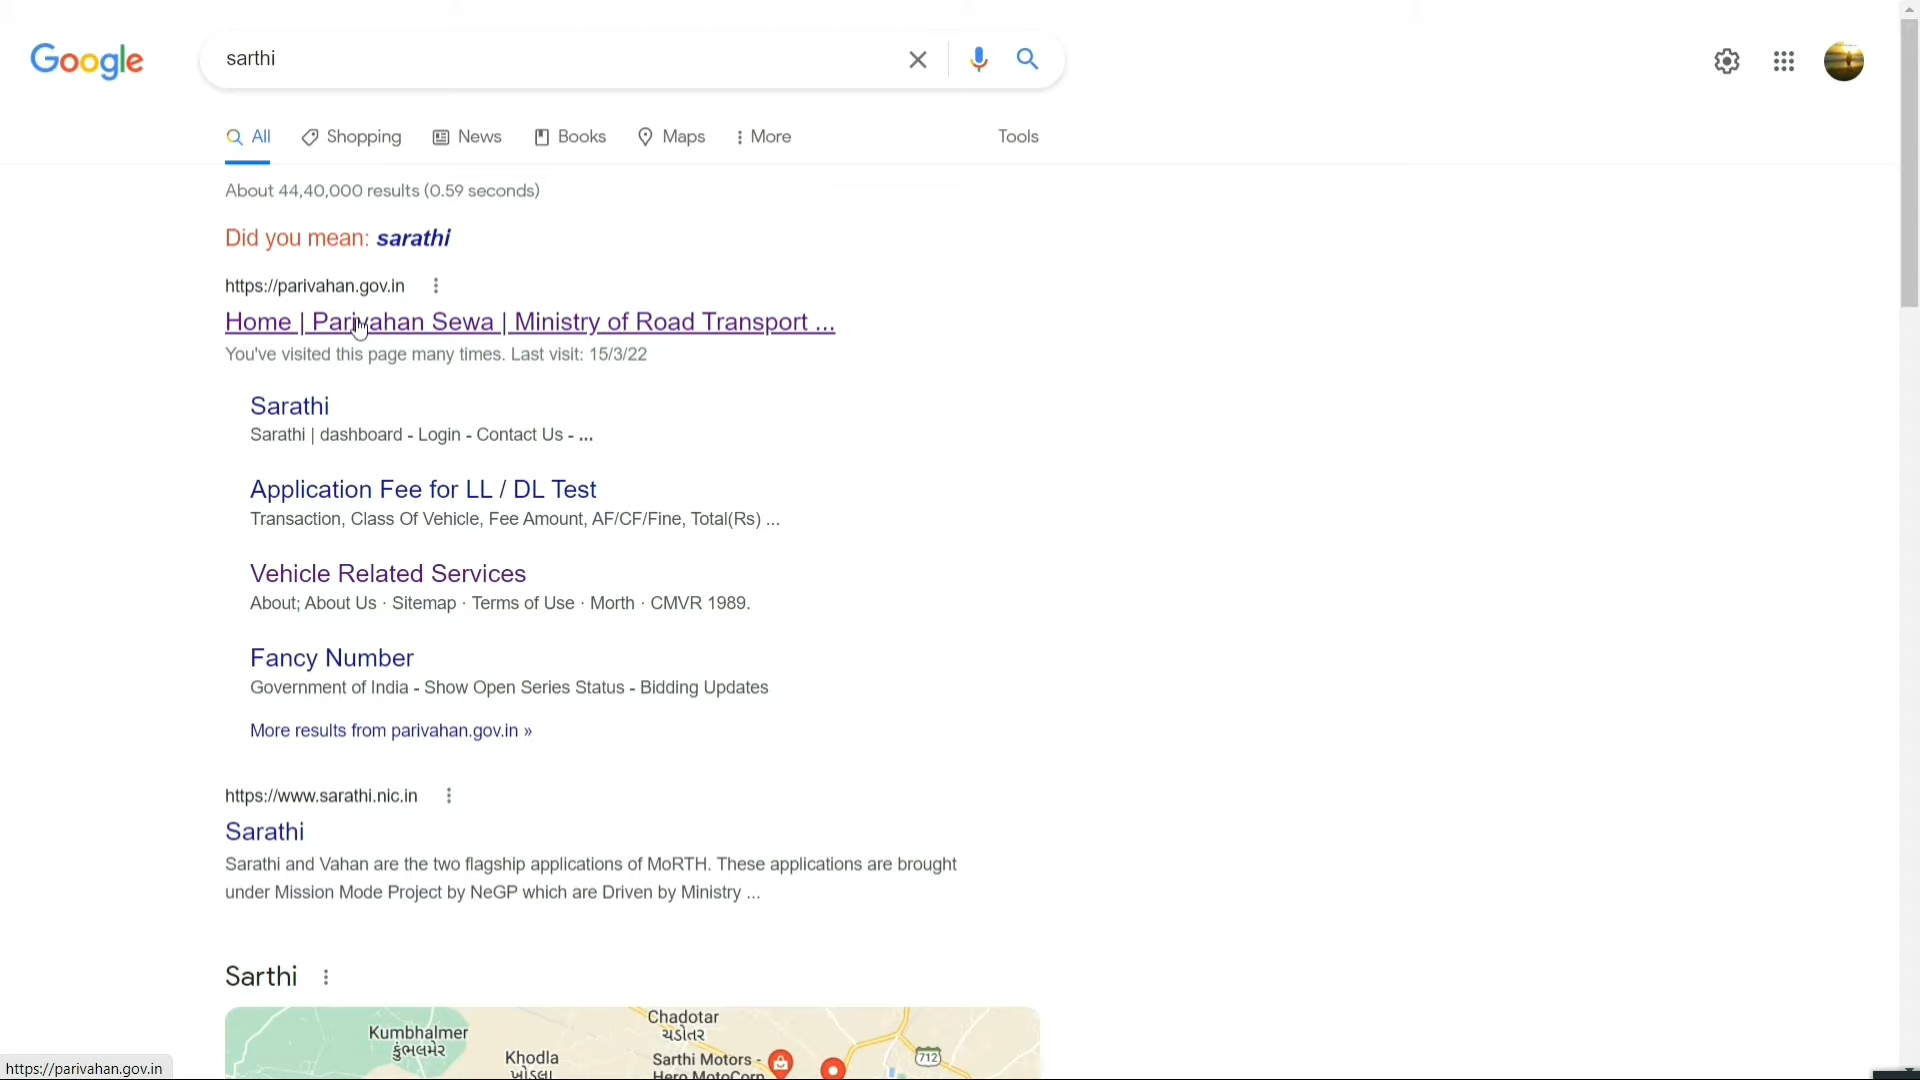 Google
sarthi
All
Shopping
News
Books
Maps
More
Tools
About 44,40,000 results (0.59 seconds)
Did you mean: sarathi
https://parivahan.gov.in
Home | Parivahan Sewa | Ministry of Road Transport ...
You've visited this page many times. Last visit: 15/3/22
Sarathi
Sarathi | dashboard - Login - Contact Us - ...
Application Fee for LL / DL Test
Transaction, Class Of Vehicle, Fee Amount, AF/CF/Fine, Total(Rs) ...
Vehicle Related Services
About; About Us · Sitemap · Terms of Use · Morth · CMVR 1989.
Fancy Number
Government of India - Show Open Series Status - Bidding Updates
More results from parivahan.gov.in »
https://www.sarathi.nic.in
Sarathi
Sarathi and Vahan are the two flagship applications of MoRTH. These applications are brought
under Mission Mode Project by NeGP which are Driven by Ministry ...
Sarthi
Chadotar
ચડોતર
Kumbhalmer
કુંભલમેર
Khodla
ખોડલા
Sarthi Motors -
Hero MotoCorp
712
https://parivahan.gov.in